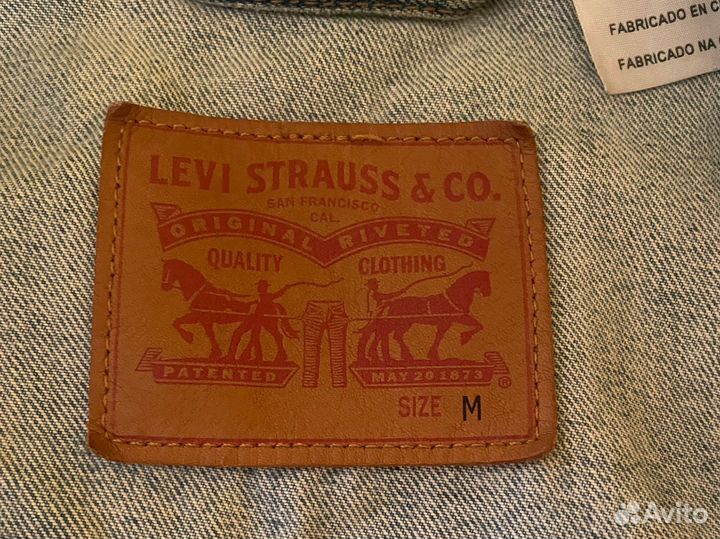 FABRICADO EN
FABRICADO NA
LEVI STRAUSS & CO.
SAN FRANCISCO
CAL.
ORIGINAL RIVETED
QUALITY CLOTHING
PATENTED MAY 20 1873
®
SIZE M
Avito